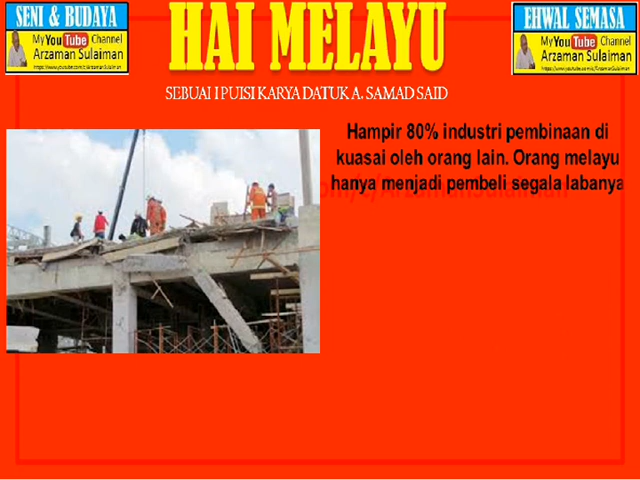 SENI & BUDAYA
My YouTube Channel
Arzaman Sulaiman
HAI MELAYU
SEBUAI I PUISI KARYA DATUK A. SAMAD SAID
EHWAL SEMASA
My YouTube Channel
Arzaman Sulaiman
Hampir 80% industri pembinaan di
kuasai oleh orang lain. Orang melayu
hanya menjadi pembeli segala labanya